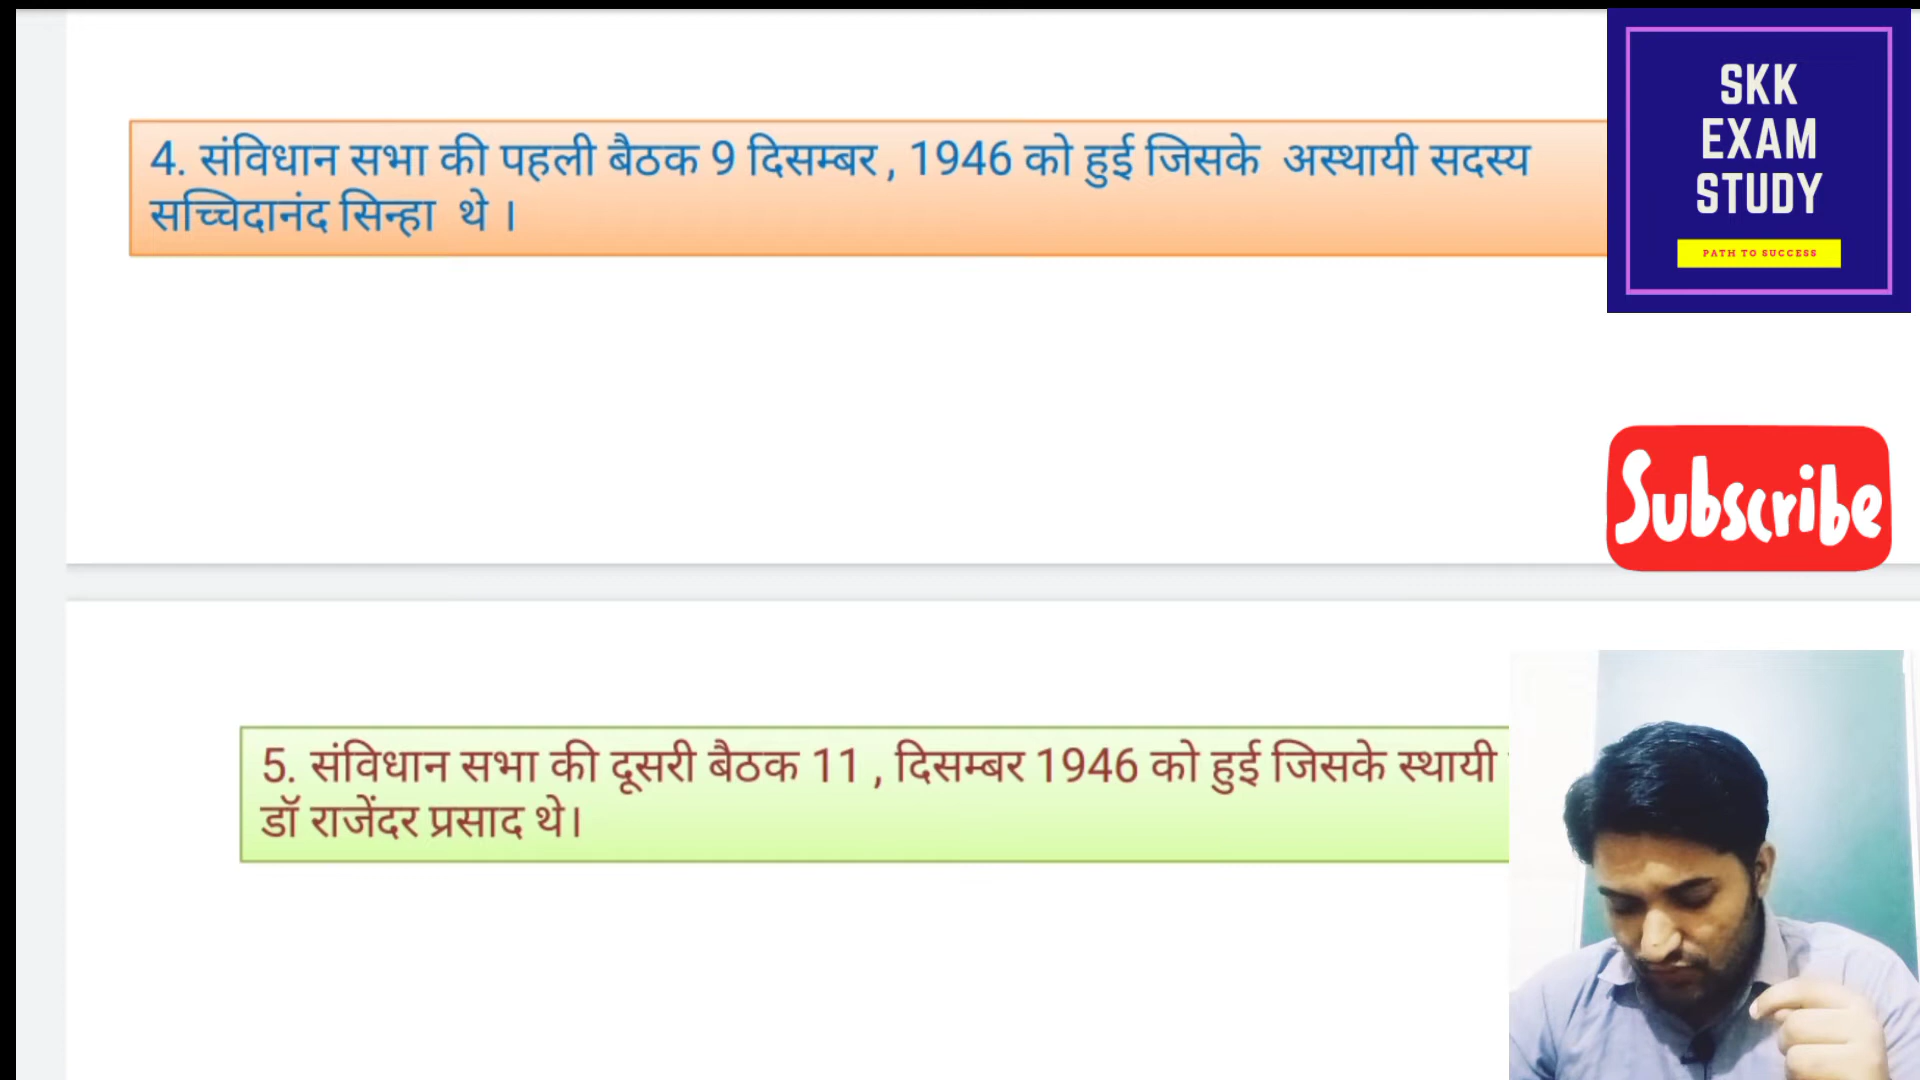 4. संविधान सभा की पहली बैठक 9 दिसम्बर, 1946 को हुई जिसके अस्थायी सदस्य
सच्चिदानंद सिन्हा थे ।
SKK
EXAM
STUDY
PATH TO SUCCESS
Subscribe
5. संविधान सभा की दूसरी बैठक 11 , दिसम्बर 1946 को हुई जिसके स्थायी
डॉ राजेंदर प्रसाद थे।